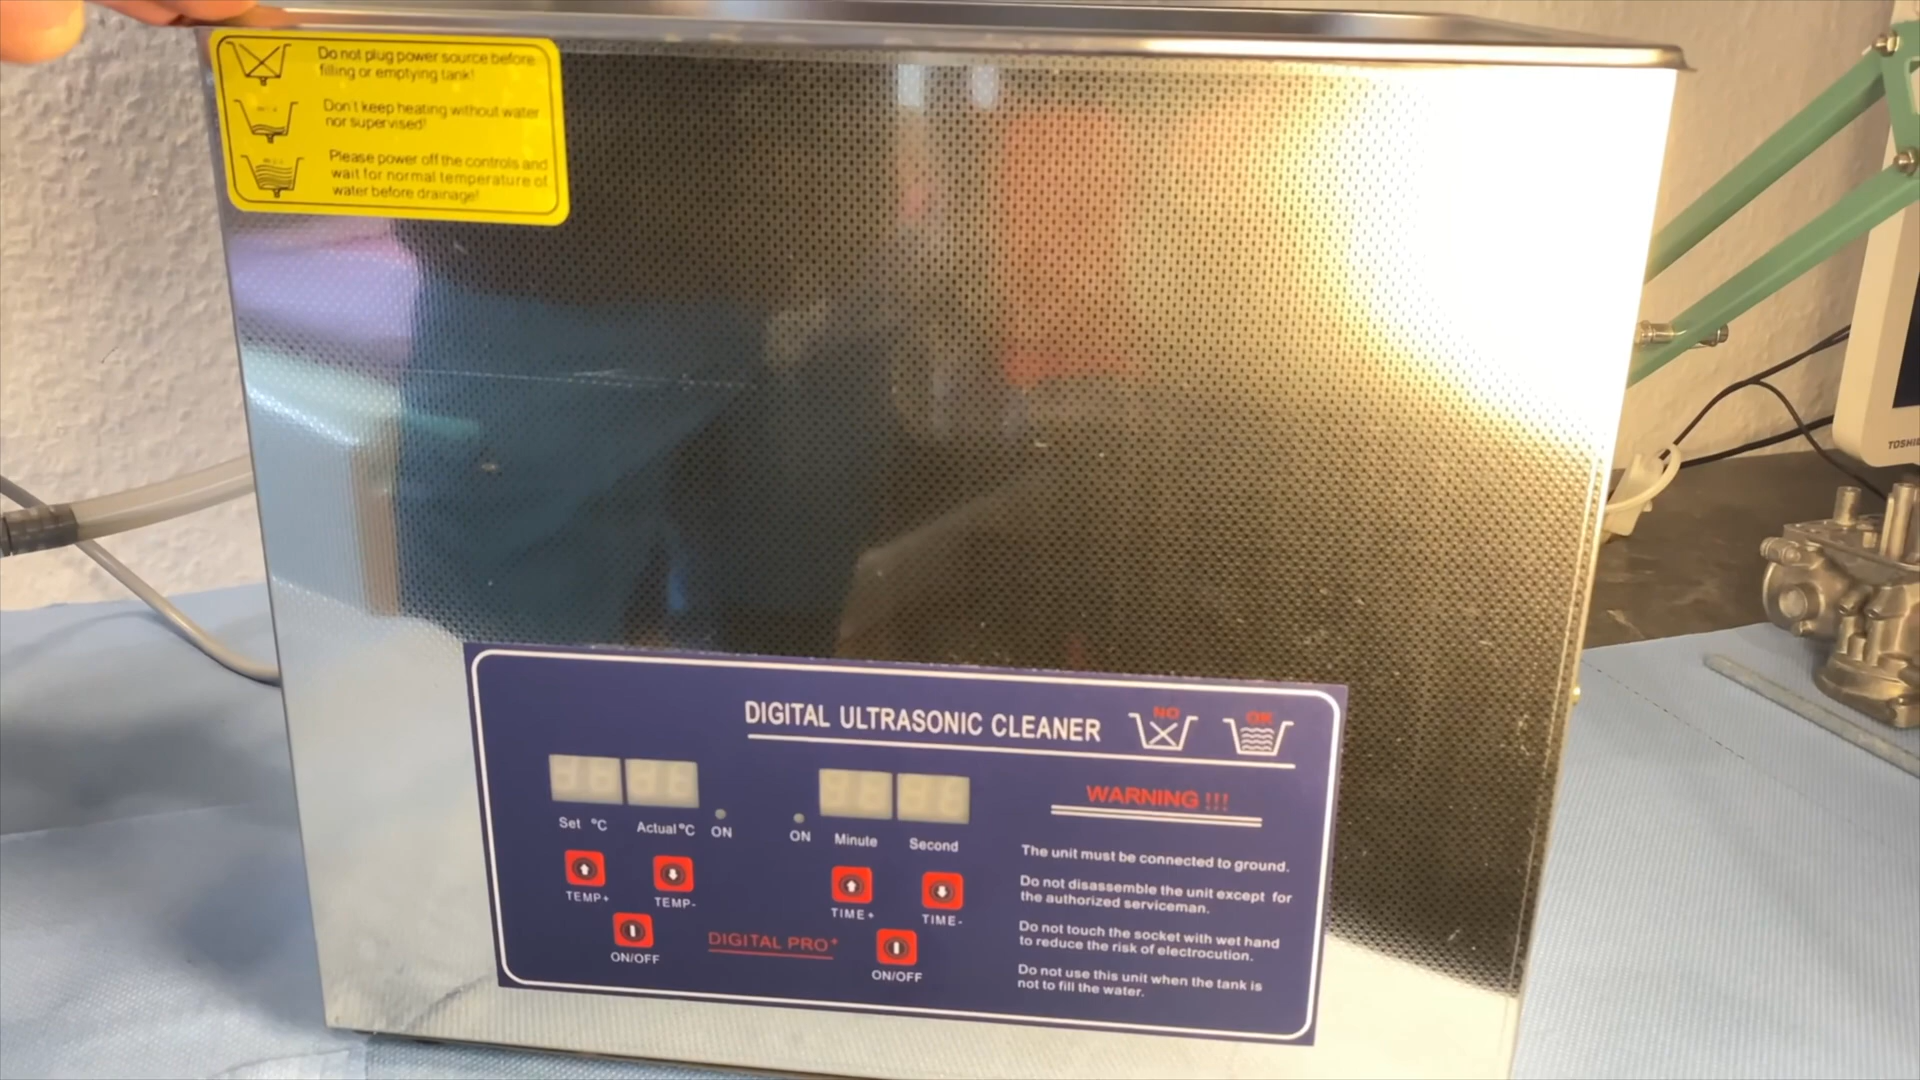 Do not plug power source before
filling or emptying tank!
Don't keep heating without water
nor supervised!
Please power off the controls and
wait for normal temperature of
water before drainage!
DIGITAL ULTRASONIC CLEANER
NO
OK
Set °C
Actual °C
ON
ON
Minute
Second
TEMP+
TEMP-
ON/OFF
DIGITAL PRO+
TIME+
TIME-
ON/OFF
WARNING !!!
The unit must be connected to ground.
Do not disassemble the unit except for
the authorized serviceman.
Do not touch the socket with wet hand
to reduce the risk of electrocution.
Do not use this unit when the tank is
not to fill the water.